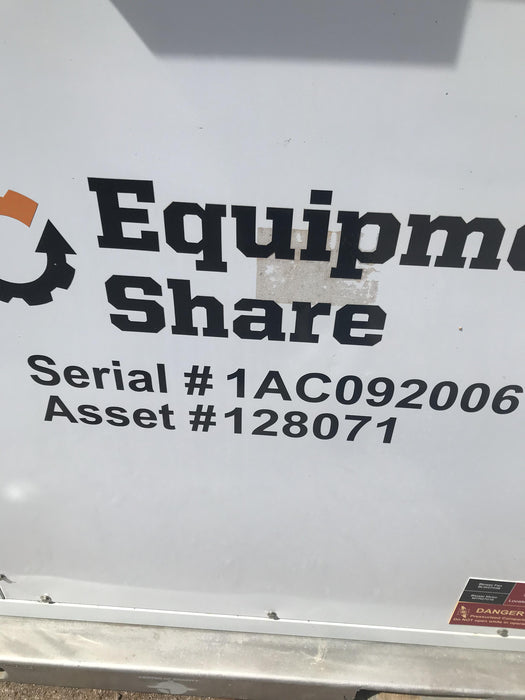 Equipme
Share
Serial #1AC092006
Asset #128071
DANGER